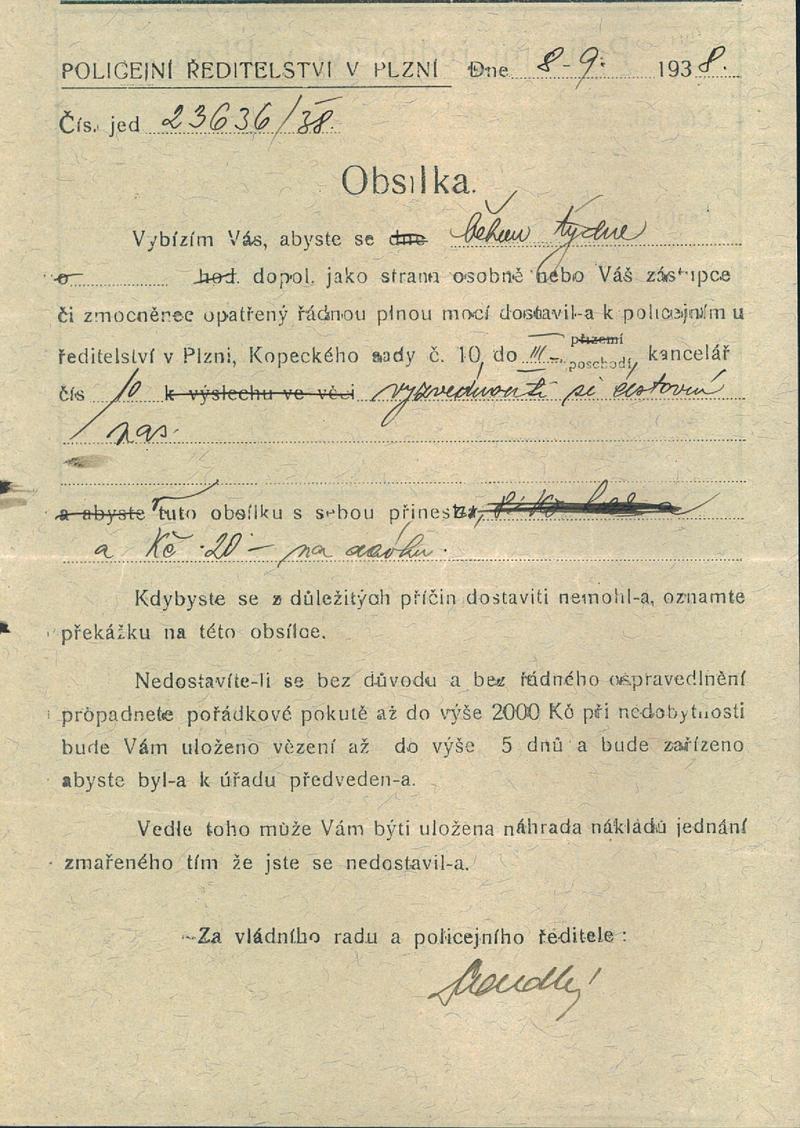 POLICEJNÍ ŘEDITELSTVÍ V PLZNÍ Dne 8-9. 1938.
Čís. jed 23636/38.
Obsílka.
Vybízím Vás, abyste se dne během týdne
o hod. dopol. jako strana osobně nebo Váš zástupce
či zmocněnec opatřený řádnou plnou mocí dostavil-a k policejnímu
ředitelství v Plzni, Kopeckého sady č. 10, do III. přízemí poschodí, kancelář
čís 10 k výslechu ve věci vyzvednouti si cestovní
pas.
a abyste tuto obsílku s sebou přinesl
a Kč 20 - na
Kdybyste se z důležitých příčin dostaviti nemohl-a, oznamte
překážku na této obsílce.
Nedostavíte-li se bez důvodu a bez řádného ospravedlnění
propadnete pořádkové pokutě až do výše 2000 Kč při nedobytnosti
bude Vám uloženo vězení až do výše 5 dnů a bude zařízeno
abyste byl-a k úřadu předveden-a.
Vedle toho může Vám býti uložena náhrada nákladů jednání
zmařeného tím že jste se nedostavil-a.
Za vládního radu a policejního ředitele: